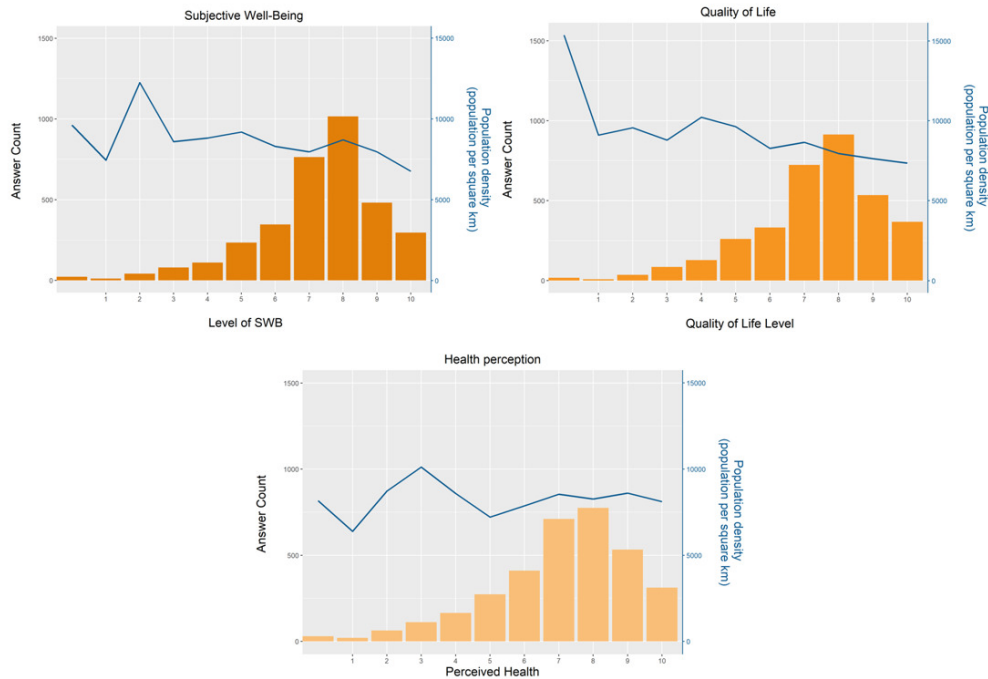 Subjective Well-Being
1500
1000
500
0
15000
10000
5000
0
Answer Count
Population density
(population per square km)
1 2 3 4 5 6 7 8 9 10
Level of SWB
Quality of Life
1500
1000
500
0
15000
10000
5000
0
Answer Count
Population density
(population per square km)
1 2 3 4 5 6 7 8 9 10
Quality of Life Level
Health perception
1500
1000
500
0
15000
10000
5000
0
Answer Count
Population density
(population per square km)
1 2 3 4 5 6 7 8 9 10
Perceived Health